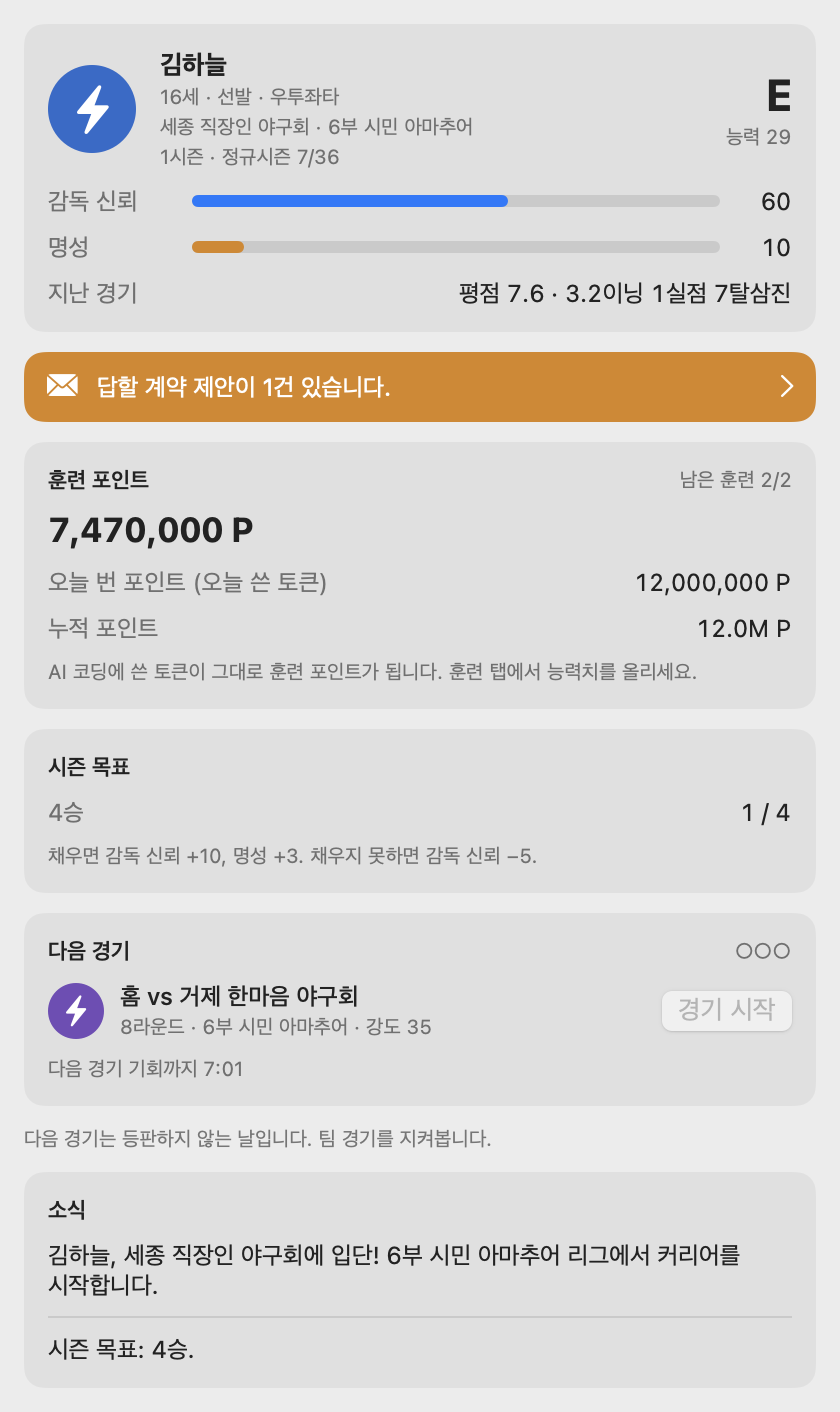 김하늘
16세 · 선발 · 우투좌타
세종 직장인 야구회 · 6부 시민 아마추어
1시즌 · 정규시즌 7/36
E
능력 29
감독 신뢰 60
명성 10
지난 경기 평점 7.6 · 3.2이닝 1실점 7탈삼진
답할 계약 제안이 1건 있습니다.
훈련 포인트 남은 훈련 2/2
7,470,000 P
오늘 번 포인트 (오늘 쓴 토큰) 12,000,000 P
누적 포인트 12.0M P
AI 코딩에 쓴 토큰이 그대로 훈련 포인트가 됩니다. 훈련 탭에서 능력치를 올리세요.
시즌 목표
4승 1 / 4
채우면 감독 신뢰 +10, 명성 +3. 채우지 못하면 감독 신뢰 −5.
다음 경기
홈 vs 거제 한마음 야구회
8라운드 · 6부 시민 아마추어 · 강도 35
경기 시작
다음 경기 기회까지 7:01
다음 경기는 등판하지 않는 날입니다. 팀 경기를 지켜봅니다.
소식
김하늘, 세종 직장인 야구회에 입단! 6부 시민 아마추어 리그에서 커리어를
시작합니다.
시즌 목표: 4승.